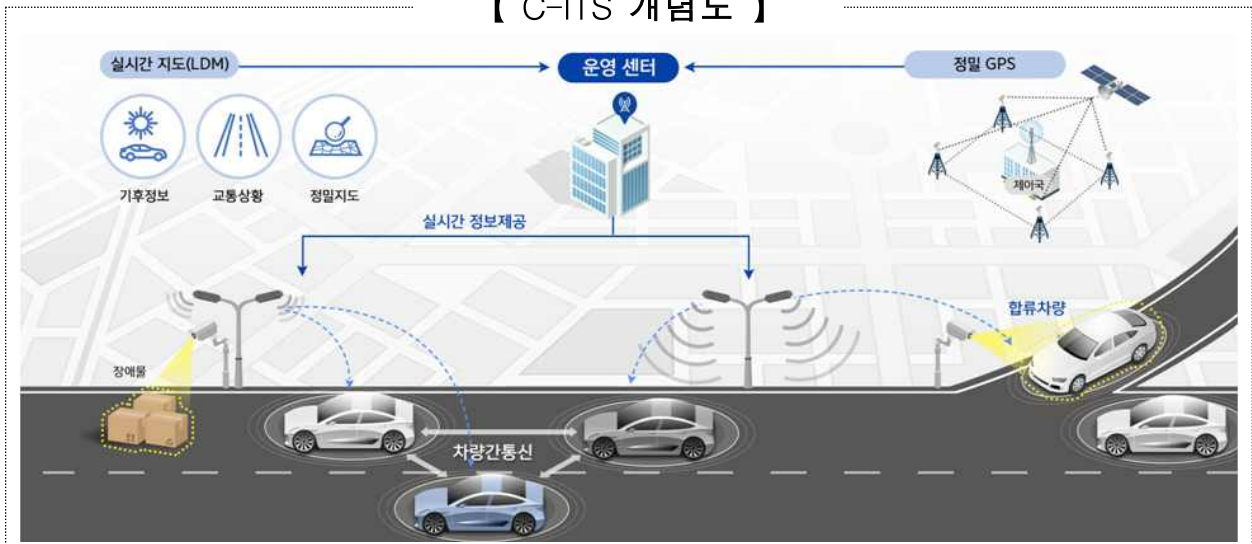 【 C-ITS 개념도 】
실시간 지도(LDM)
운영 센터
정밀 GPS
기후정보
교통상황
정밀지도
제어국
실시간 정보제공
합류차량
장애물
차량간통신